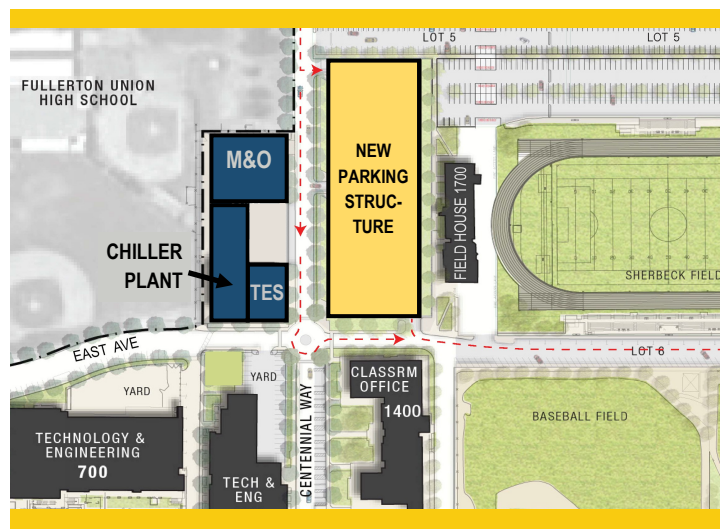 LOT 5
LOT 5
FULLERTON UNION
HIGH SCHOOL
M&O
NEW
PARKING
STRUC-
TURE
FIELD HOUSE 1700
CHILLER
PLANT
TES
SHERBECK FIELD
EAST AVE
LOT 6
YARD
YARD
CLASSRM
OFFICE
1400
CENTENNIAL WAY
BASEBALL FIELD
TECHNOLOGY &
ENGINEERING
700
TECH &
ENG